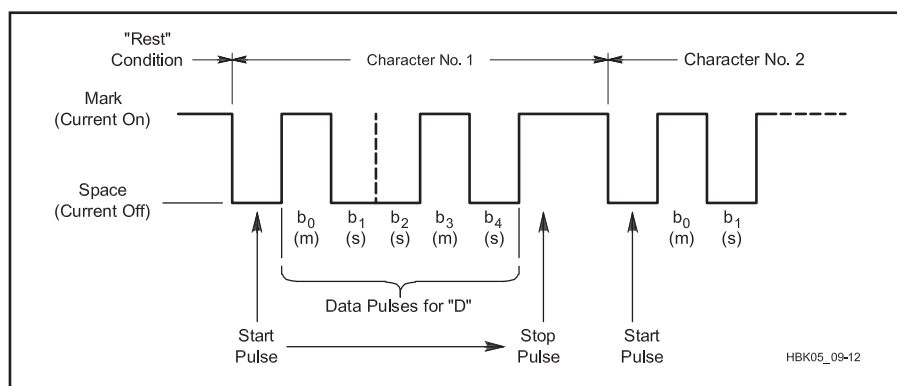 "Rest"
Condition
Character No. 1
Character No. 2
Mark
(Current On)
Space
(Current Off)
b0 b1 b2 b3 b4 b0 b1
(m) (s) (s) (m) (s) (m) (s)
Data Pulses for "D"
Start
Pulse
Stop
Pulse
Start
Pulse
HBK05_09-12